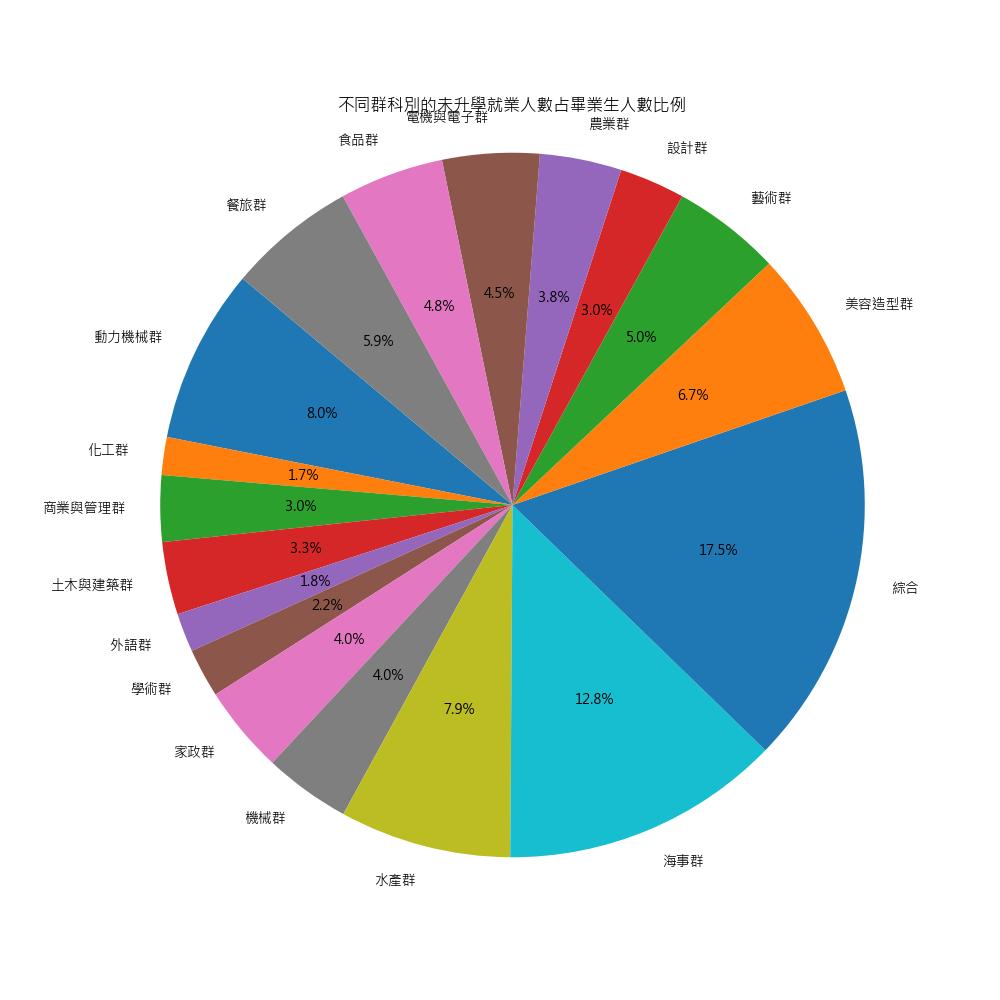 不同群科別的未升學就業人數占畢業生人數比例
電機與電子群
農業群
食品群
設計群
藝術群
餐旅群
美容造型群
動力機械群
化工群
商業與管理群
土木與建築群
外語群
學術群
家政群
機械群
水產群
海事群
綜合
4.5%
3.8%
4.8%
3.0%
5.0%
5.9%
6.7%
8.0%
1.7%
3.0%
3.3%
1.8%
2.2%
4.0%
4.0%
7.9%
12.8%
17.5%